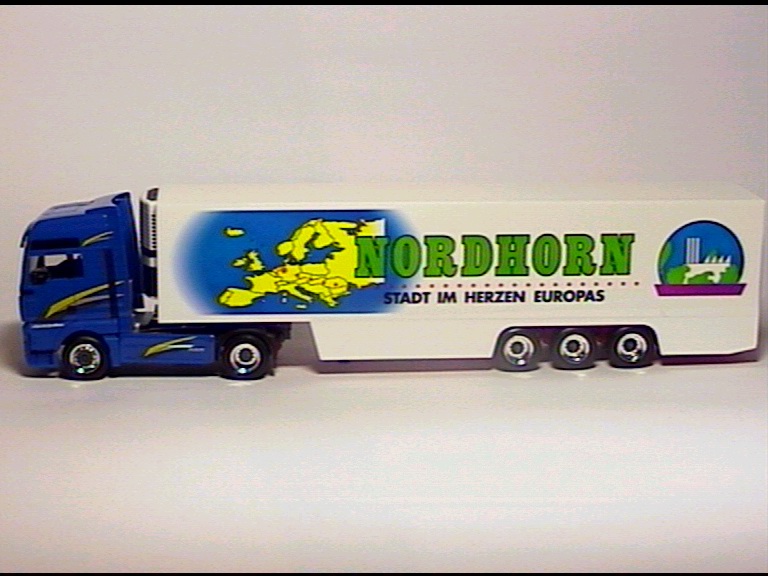 NORDHORN
STADT IM HERZEN EUROPAS